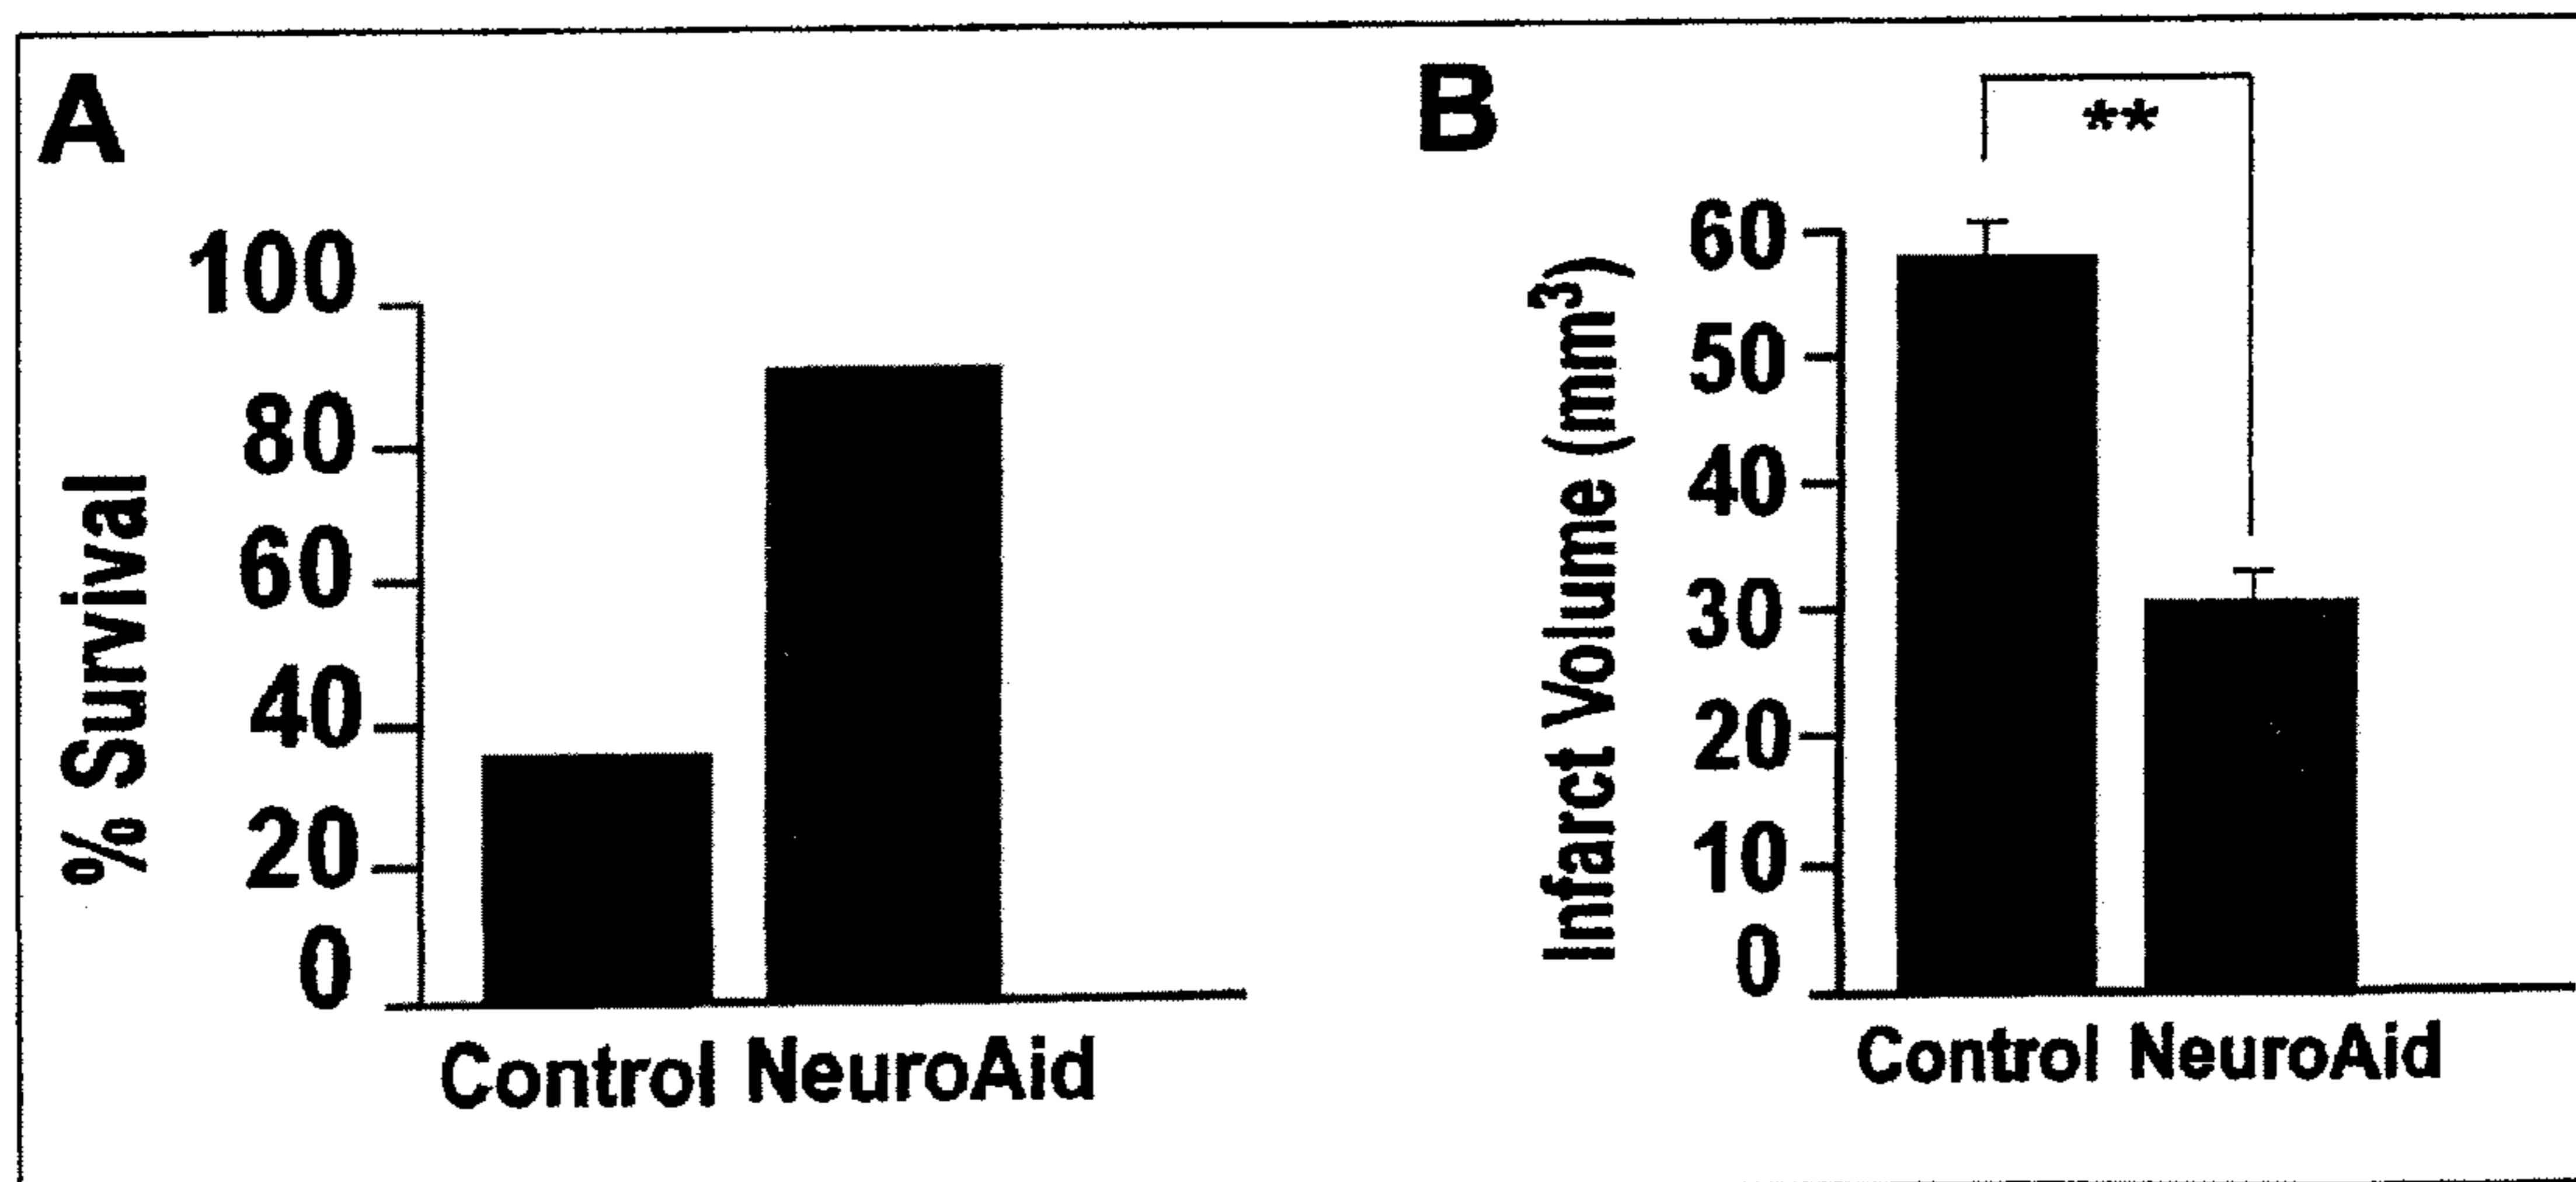 A
% Survival
100
80
60
40
20
0
Control NeuroAid
B
**
Infarct Volume (mm³)
60
50
40
30
20
10
0
Control NeuroAid